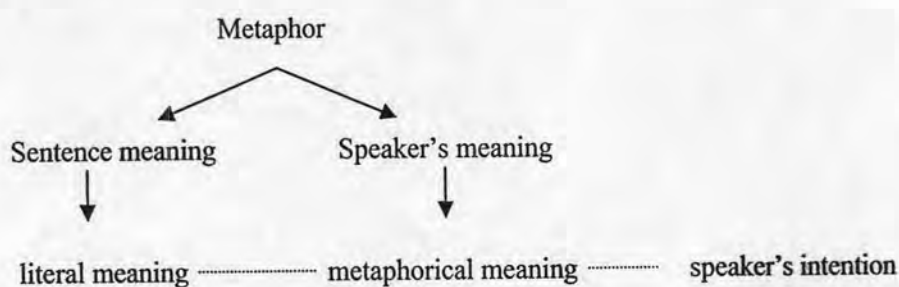 Metaphor
Sentence meaning Speaker's meaning
literal meaning metaphorical meaning speaker's intention